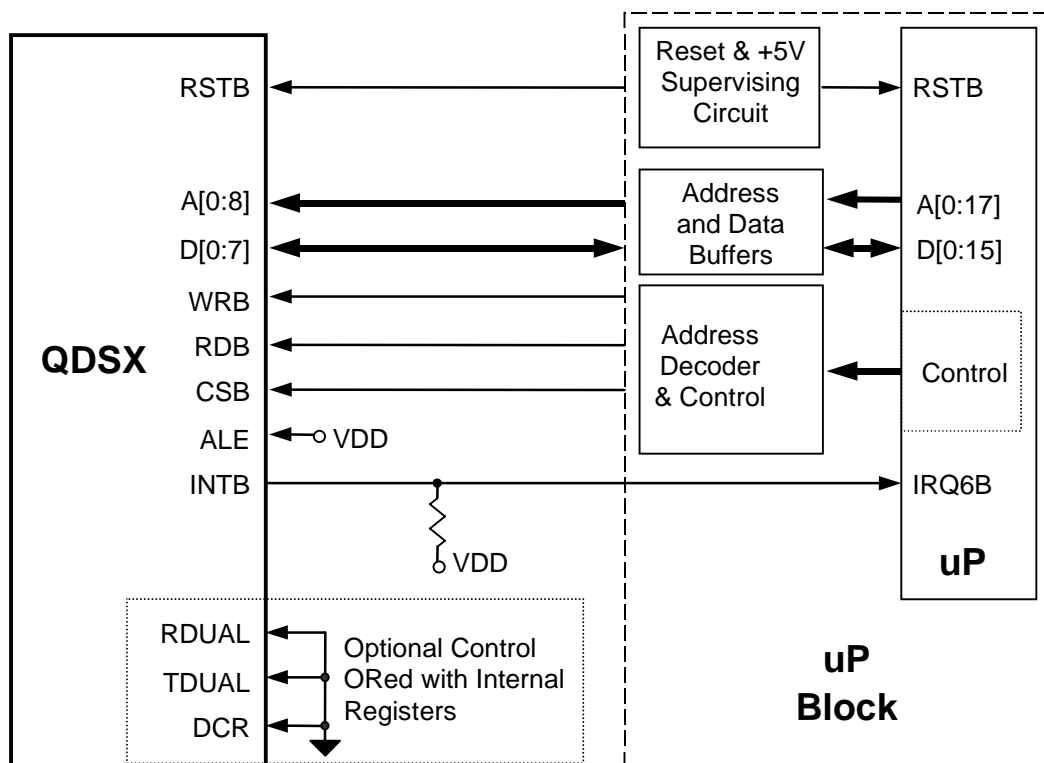 QDSX
RSTB
A[0:8]
D[0:7]
WRB
RDB
CSB
ALE
VDD
INTB
VDD
RDUAL
TDUAL
DCR
Optional Control
ORed with Internal
Registers
Reset & +5V
Supervising
Circuit
Address
and Data
Buffers
Address
Decoder
& Control
RSTB
A[0:17]
D[0:15]
Control
IRQ6B
uP
uP
Block